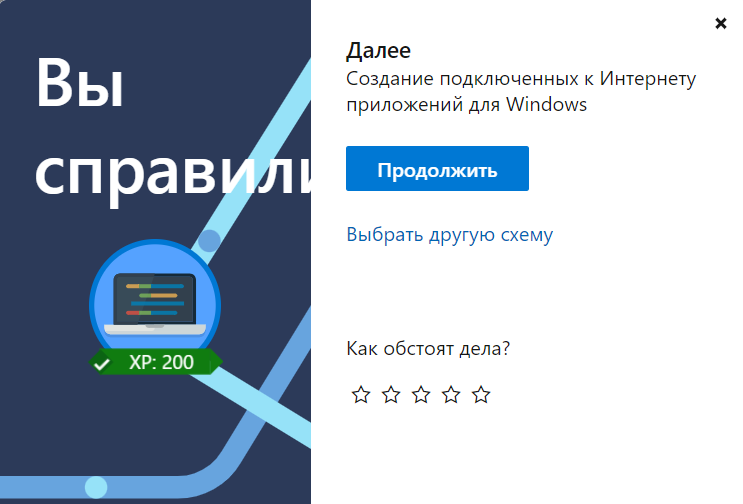 Вы
справили
XP: 200
Далее
Создание подключенных к Интернету
приложений для Windows
Продолжить
Выбрать другую схему
Как обстоят дела?